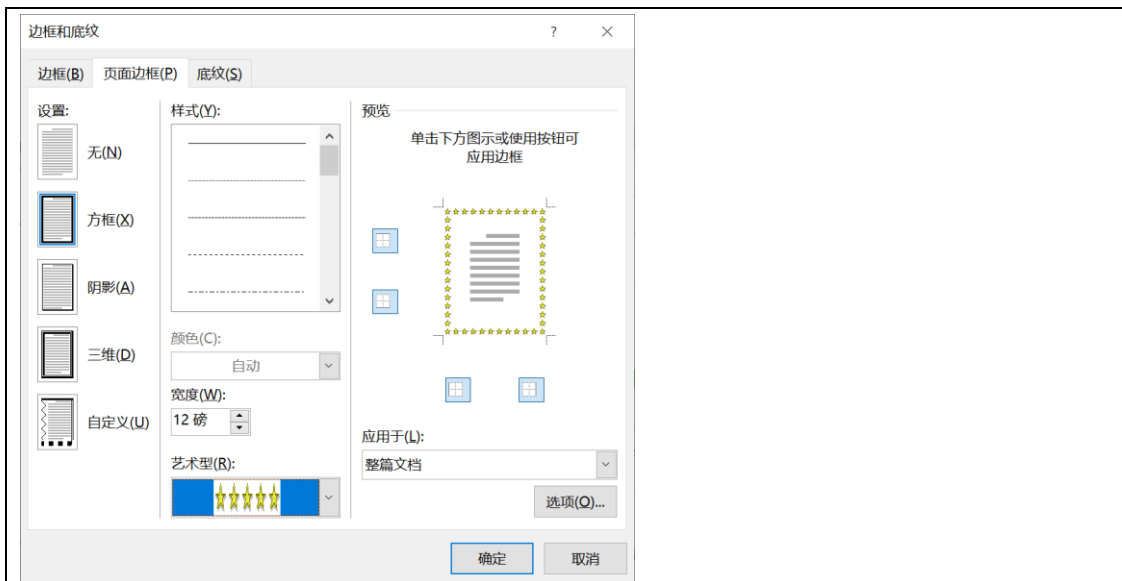 边框和底纹
?
×
边框(B) 页面边框(P) 底纹(S)
设置:
无(N)
方框(X)
阴影(A)
三维(D)
自定义(U)
样式(Y):
颜色(C):
自动
宽度(W):
12 磅
艺术型(R):
预览
单击下方图示或使用按钮可
应用边框
应用于(L):
整篇文档
选项(O)...
确定 取消